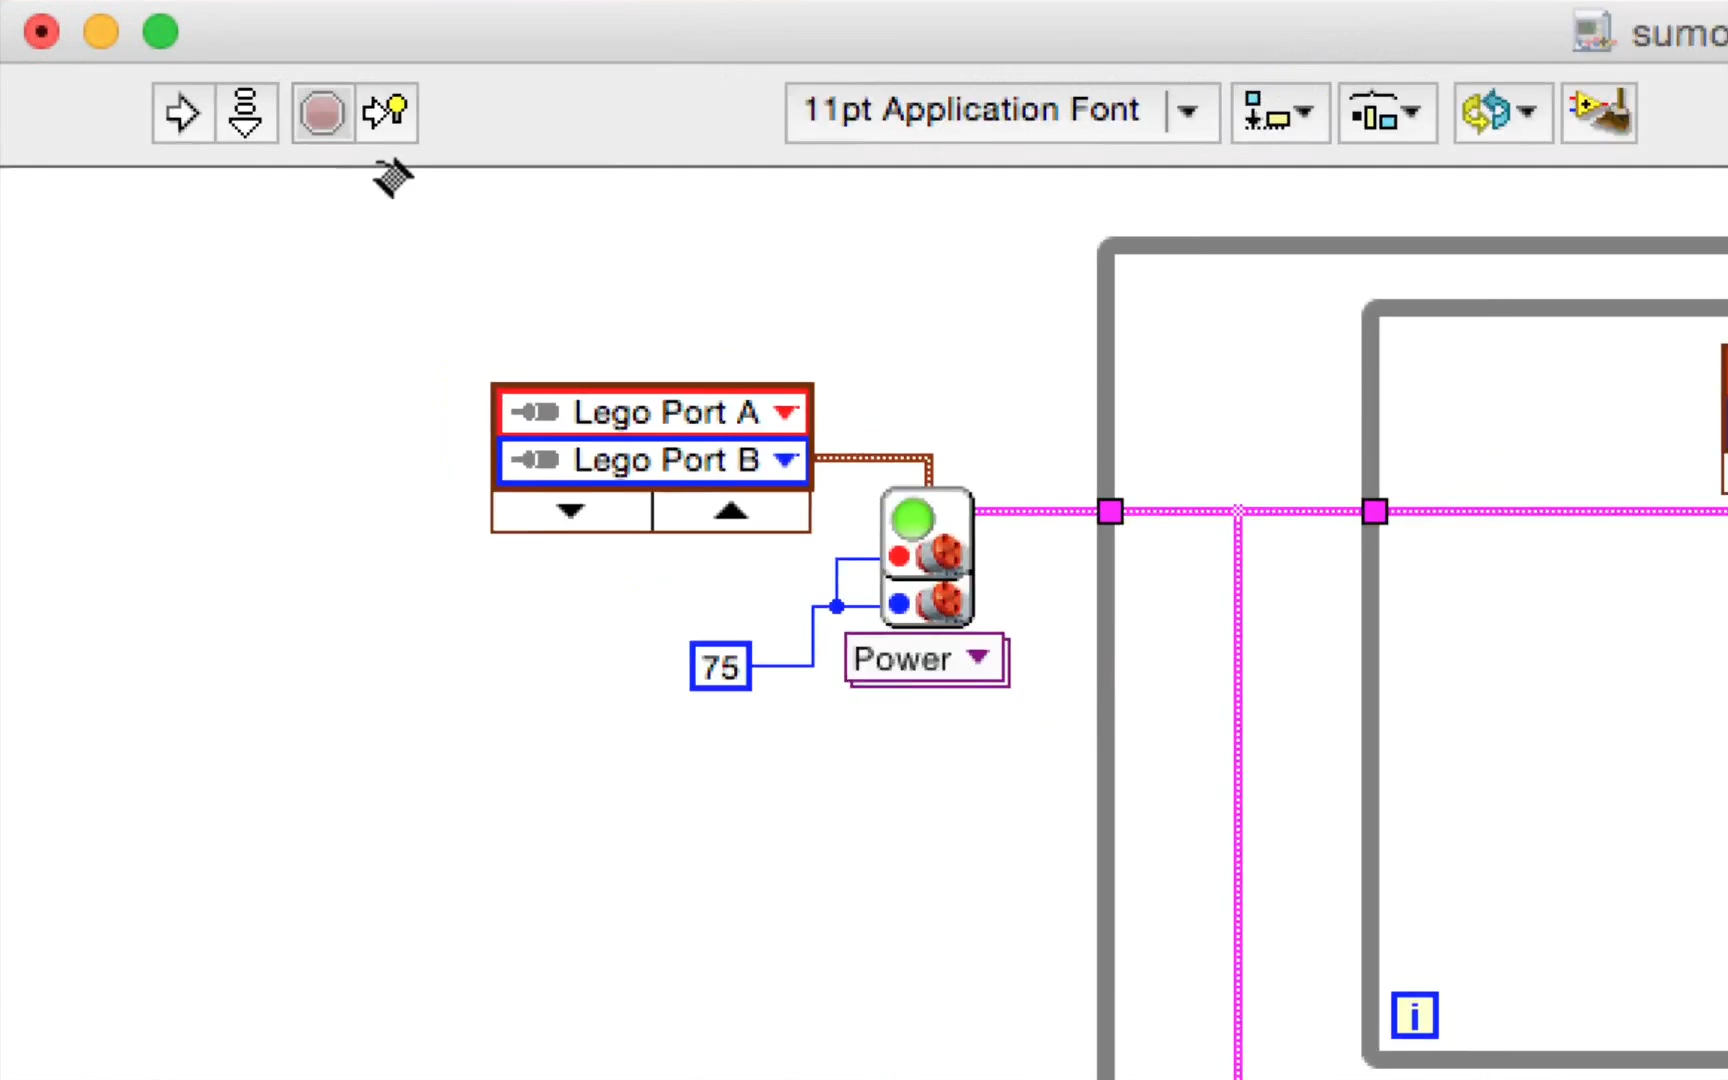 sumo
11pt Application Font
Lego Port A
Lego Port B
75
Power
i